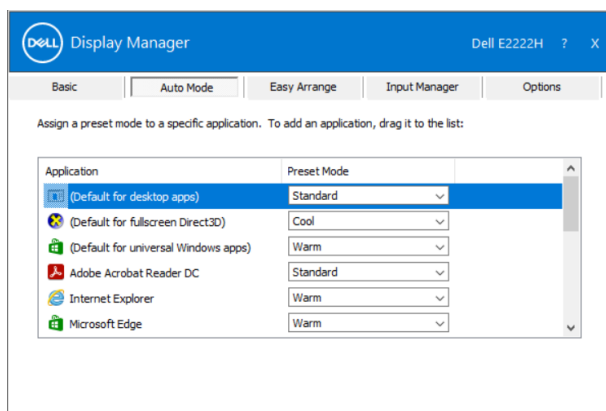 DELL Display Manager Dell E2222H ? X
Basic Auto Mode Easy Arrange Input Manager Options
Assign a preset mode to a specific application. To add an application, drag it to the list:
Application Preset Mode
(Default for desktop apps) Standard
(Default for fullscreen Direct3D) Cool
(Default for universal Windows apps) Warm
Adobe Acrobat Reader DC Standard
Internet Explorer Warm
Microsoft Edge Warm